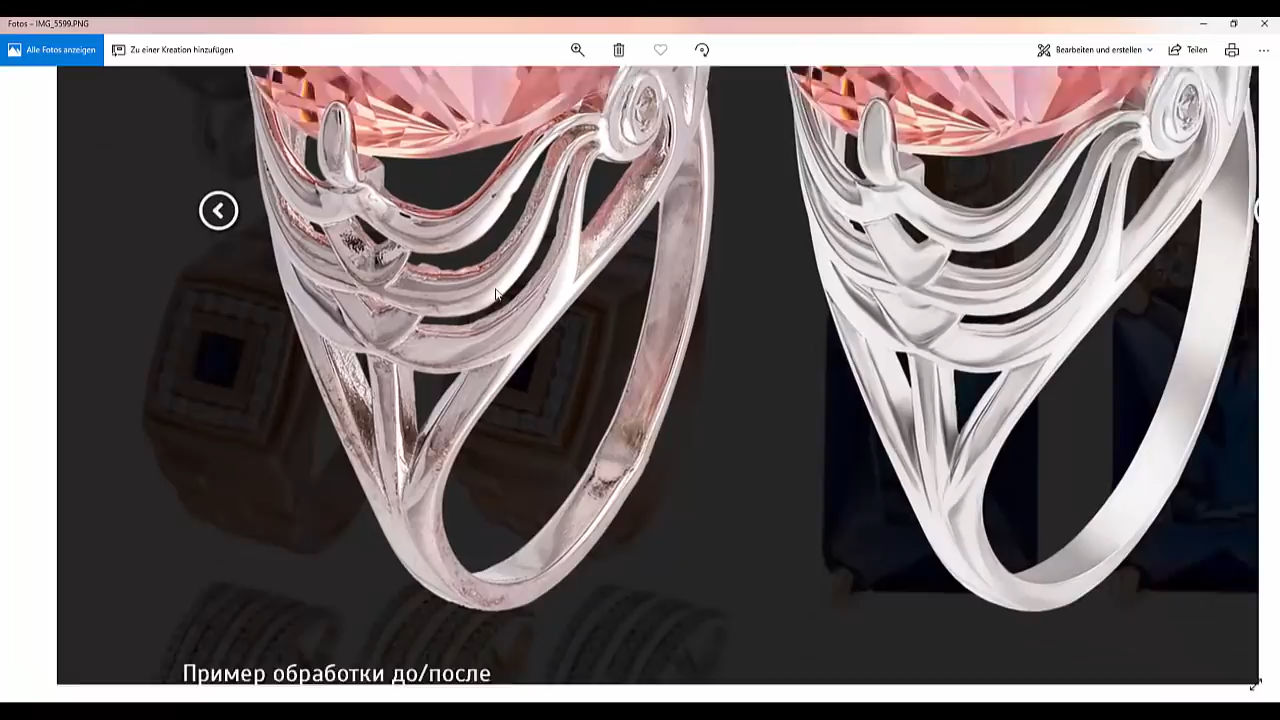 Fotos – IMG_5599.PNG
Alle Fotos anzeigen
Zu einer Kreation hinzufügen
Bearbeiten und erstellen
Teilen
Пример обработки до/после